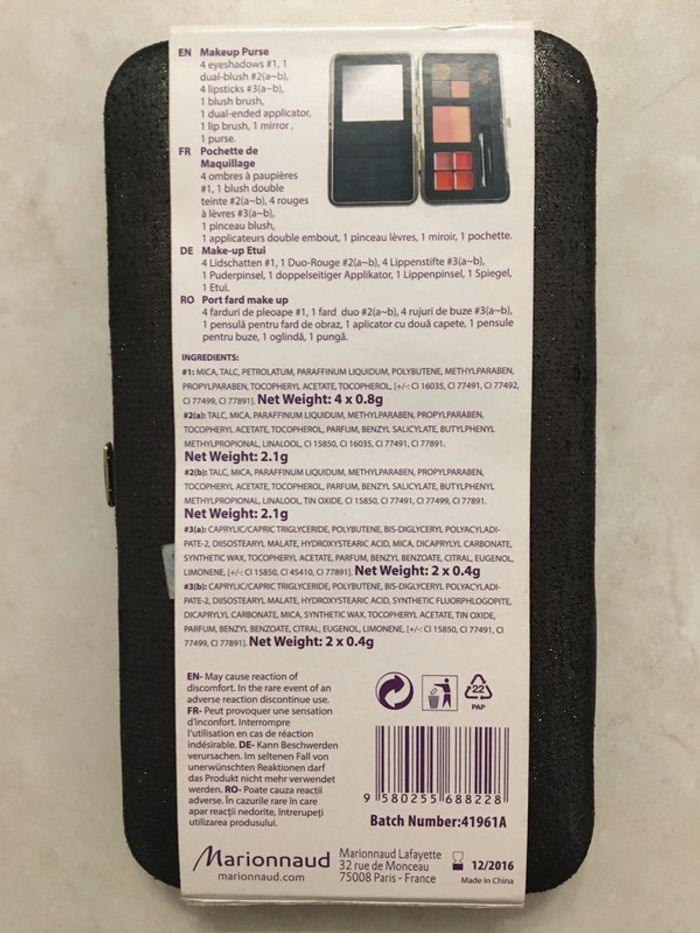 EN Makeup Purse
4 eyeshadows #1, 1
dual-blush #2(a~b),
4 lipsticks #3(a~b),
1 blush brush,
1 dual-ended applicator,
1 lip brush, 1 mirror ,
1 purse.
FR Pochette de
Maquillage
4 ombres à paupières
#1, 1 blush double
teinte #2(a~b), 4 rouges
à lèvres #3(a~b),
1 pinceau blush,
1 applicateurs double embout, 1 pinceau lèvres, 1 miroir, 1 pochette.
DE Make-up Etui
4 Lidschatten #1, 1 Duo-Rouge #2(a~b), 4 Lippenstifte #3(a~b),
1 Puderpinsel, 1 doppelseitiger Applikator, 1 Lippenpinsel, 1 Spiegel,
1 Etui.
RO Port fard make up
4 farduri de pleoape #1, 1 fard duo #2(a~b), 4 rujuri de buze #3(a~b),
1 pensulă pentru fard de obraz, 1 aplicator cu două capete, 1 pensule
pentru buze, 1 oglindă, 1 pungă.
INGREDIENTS:
#1: MICA, TALC, PETROLATUM, PARAFFINUM LIQUIDUM, POLYBUTENE, METHYLPARABEN,
PROPYLPARABEN, TOCOPHERYL ACETATE, TOCOPHEROL, [+/-: CI 16035, CI 77491, CI 77492,
CI 77499, CI 77891]. Net Weight: 4 x 0.8g
#2(a): TALC, MICA, PARAFFINUM LIQUIDUM, METHYLPARABEN, PROPYLPARABEN,
TOCOPHERYL ACETATE, TOCOPHEROL, PARFUM, BENZYL SALICYLATE, BUTYLPHENYL
METHYLPROPIONAL, LINALOOL, CI 15850, CI 16035, CI 77491, CI 77891.
Net Weight: 2.1g
#2(b): TALC, MICA, PARAFFINUM LIQUIDUM, METHYLPARABEN, PROPYLPARABEN,
TOCOPHERYL ACETATE, TOCOPHEROL, PARFUM, BENZYL SALICYLATE, BUTYLPHENYL
METHYLPROPIONAL, LINALOOL, TIN OXIDE, CI 15850, CI 77491, CI 77499, CI 77891.
Net Weight: 2.1g
#3(a): CAPRYLIC/CAPRIC TRIGLYCERIDE, POLYBUTENE, BIS-DIGLYCERYL POLYACYLADI-
PATE-2, DIISOSTEARYL MALATE, HYDROXYSTEARIC ACID, MICA, DICAPRYLYL CARBONATE,
SYNTHETIC WAX, TOCOPHERYL ACETATE, PARFUM, BENZYL BENZOATE, CITRAL, EUGENOL,
LIMONENE, [+/-: CI 15850, CI 45410, CI 77891]. Net Weight: 2 x 0.4g
#3(b): CAPRYLIC/CAPRIC TRIGLYCERIDE, POLYBUTENE, BIS-DIGLYCERYL POLYACYLADI-
PATE-2, DIISOSTEARYL MALATE, HYDROXYSTEARIC ACID, SYNTHETIC FLUORPHLOGOPITE,
DICAPRYLYL CARBONATE, MICA, SYNTHETIC WAX, TOCOPHERYL ACETATE, TIN OXIDE,
PARFUM, BENZYL BENZOATE, CITRAL, EUGENOL, LIMONENE, [+/-: CI 15850, CI 77491, CI
77499, CI 77891]. Net Weight: 2 x 0.4g
EN- May cause reaction of
discomfort. In the rare event of an
adverse reaction discontinue use.
FR- Peut provoquer une sensation
d'inconfort. Interrompre
l'utilisation en cas de réaction
indésirable. DE- Kann Beschwerden
verursachen. Im seltenen Fall von
unerwünschten Reaktionen darf
das Produkt nicht mehr verwendet
werden. RO- Poate cauza reacții
adverse. În cazurile rare în care
apar reacții nedorite, întrerupeți
utilizarea produsului.
22
PAP
9 580255 688228
Batch Number:41961A
Marionnaud
marionnaud.com
Marionnaud Lafayette
32 rue de Monceau
75008 Paris - France
12/2016
Made in China